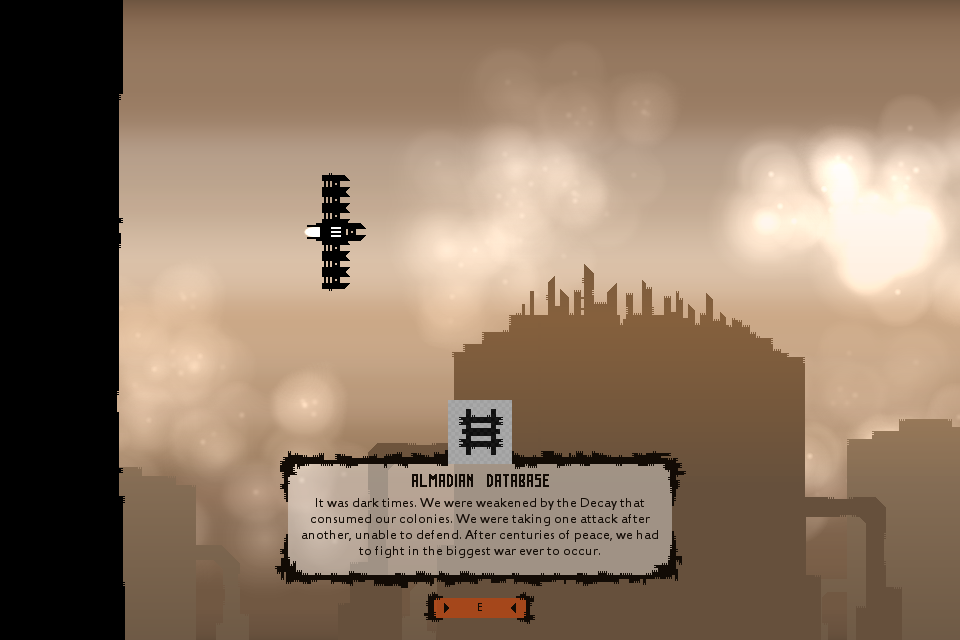 ALMADIAN DATABASE
It was dark times. We were weakened by the Decay that
consumed our colonies. We were taking one attack after
another, unable to defend. After centuries of peace, we had
to fight in the biggest war ever to occur.
E